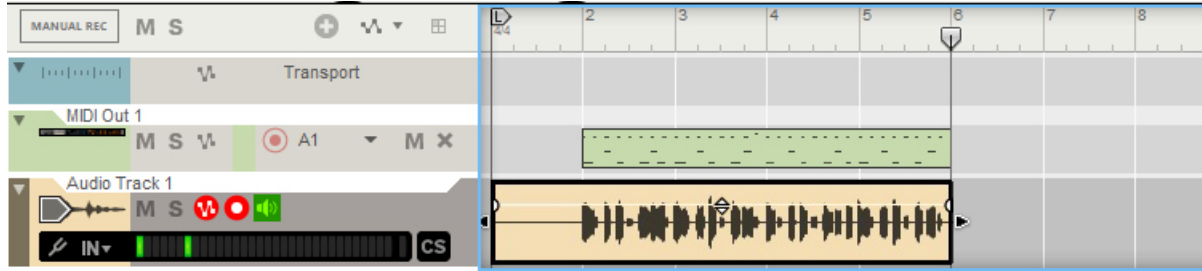 MANUAL REC M S
L 2 3 4 5 6 7 8
4/4
Transport
MIDI Out 1
M S A1 M
Audio Track 1
M S
IN CS